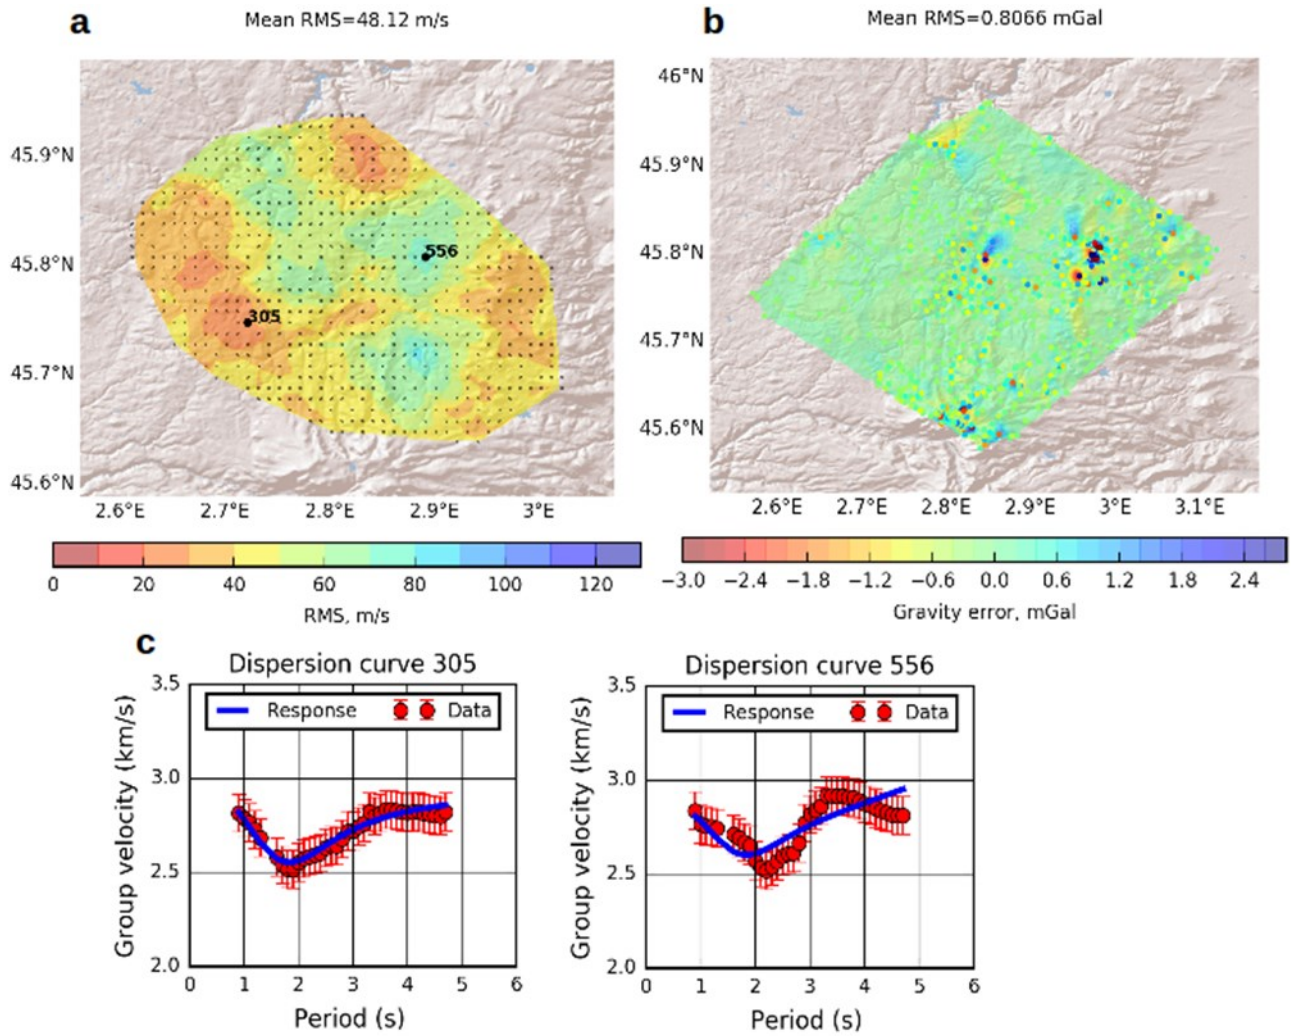 a
Mean RMS=48.12 m/s
45.9°N
45.8°N
45.7°N
45.6°N
556
305
2.6°E 2.7°E 2.8°E 2.9°E 3°E
0 20 40 60 80 100 120
RMS, m/s
b
Mean RMS=0.8066 mGal
46°N
45.9°N
45.8°N
45.7°N
45.6°N
2.6°E 2.7°E 2.8°E 2.9°E 3°E 3.1°E
−3.0 −2.4 −1.8 −1.2 −0.6 0.0 0.6 1.2 1.8 2.4
Gravity error, mGal
c
Dispersion curve 305
Response Data
Group velocity (km/s)
3.5
3.0
2.5
2.0
0 1 2 3 4 5 6
Period (s)
Dispersion curve 556
Response Data
Group velocity (km/s)
3.5
3.0
2.5
2.0
0 1 2 3 4 5 6
Period (s)